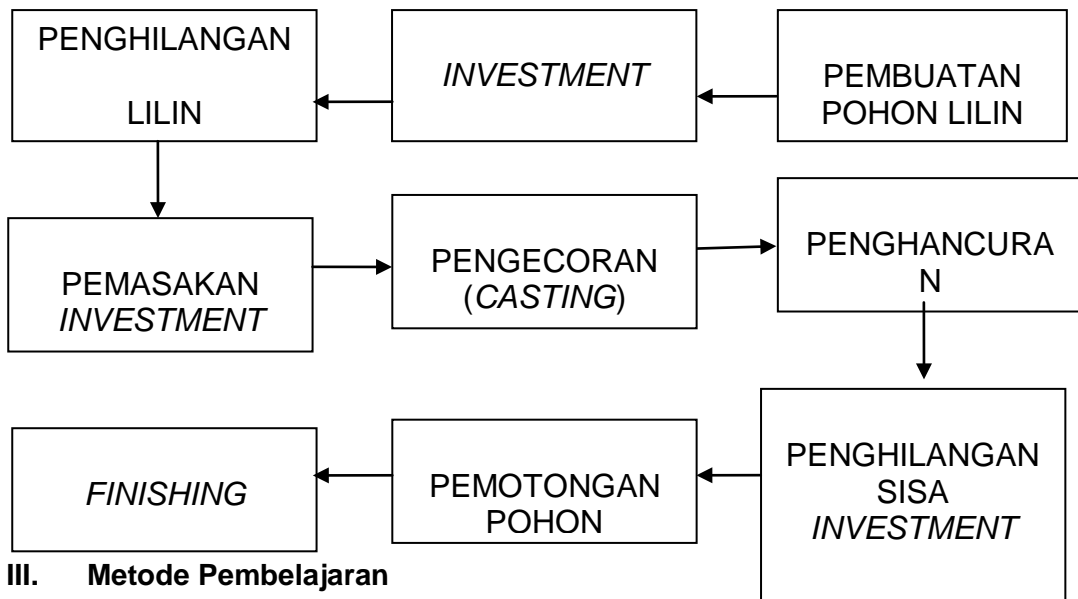 PENGHILANGAN
LILIN
INVESTMENT
PEMBUATAN
POHON LILIN
PEMASAKAN
INVESTMENT
PENGECORAN
(CASTING)
PENGHANCURA
N
FINISHING
PEMOTONGAN
POHON
PENGHILANGAN
SISA
INVESTMENT
III. Metode Pembelajaran